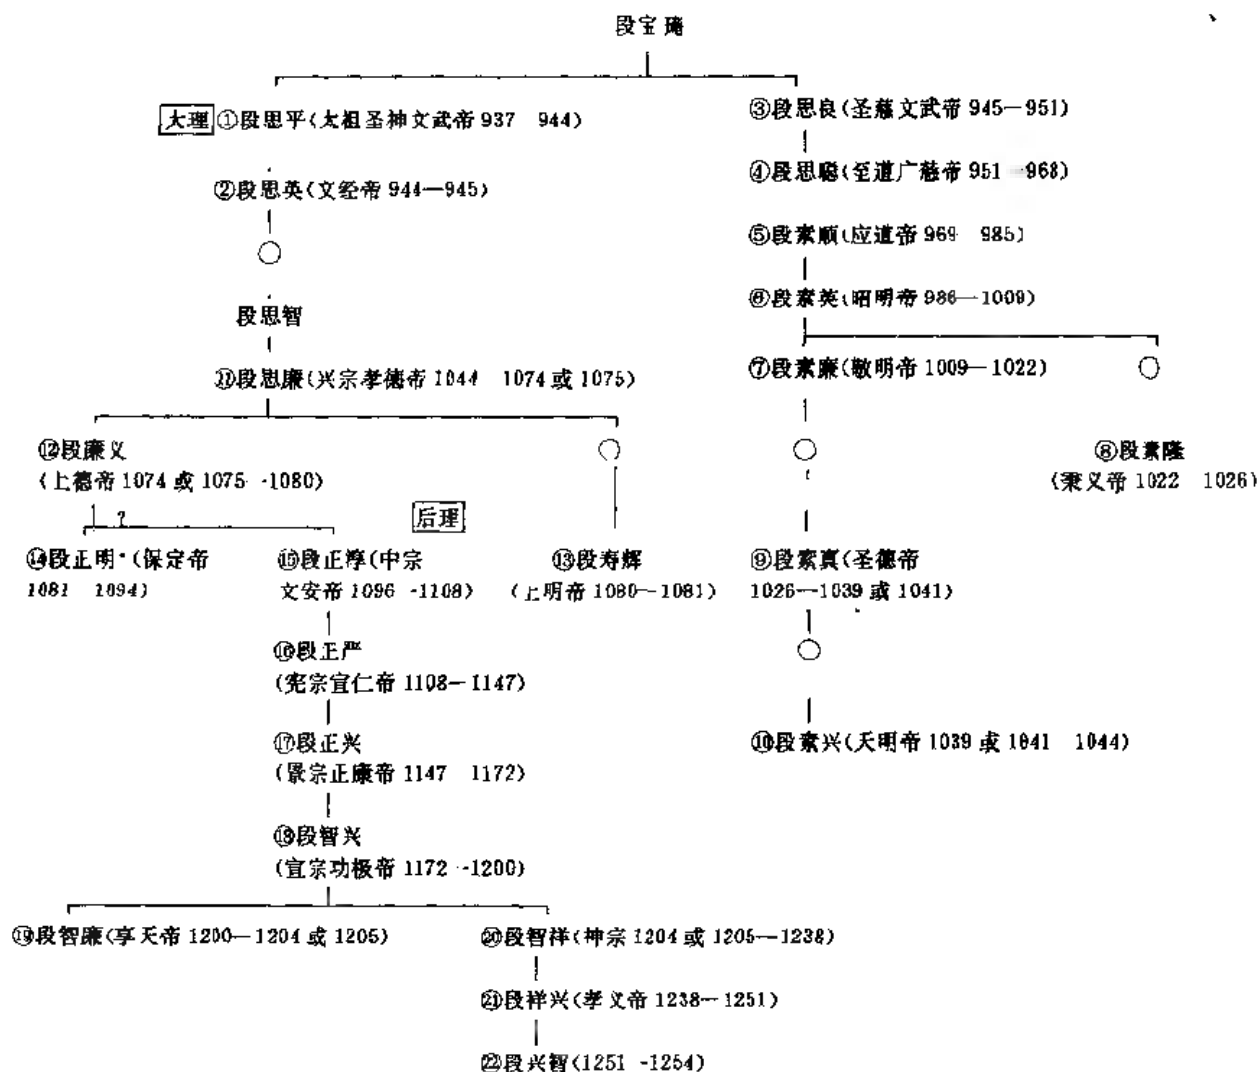 段宝瑭
大理 ①段思平(太祖圣神文武帝 937 944)
③段思良(圣慈文武帝 945—951)
②段思英(文经帝 944—945)
④段思聪(至道广慈帝 951 —968)
⑤段素顺(应道帝 969 985)
段思智
⑥段素英(昭明帝 986—1009)
⑪段思廉(兴宗孝德帝 1044 1074 或 1075)
⑦段素廉(敬明帝 1009—1022)
⑫段廉义
(上德帝 1074 或 1075 -1080)
⑧段素隆
(秉义帝 1022 1026)
?
后理
⑭段正明*(保定帝
1081 1094)
⑮段正淳(中宗
文安帝 1096 -1108)
⑬段寿辉
(上明帝 1080—1081)
⑨段素真(圣德帝
1026—1039 或 1041)
⑯段正严
(宪宗宣仁帝 1108—1147)
⑰段正兴
(景宗正康帝 1147 1172)
⑩段素兴(天明帝 1039 或 1041 1044)
⑱段智兴
(宣宗功极帝 1172 -1200)
⑲段智廉(享天帝 1200—1204 或 1205)
⑳段智祥(神宗 1204 或 1205—1238)
㉑段祥兴(孝义帝 1238—1251)
㉒段兴智(1251 -1254)